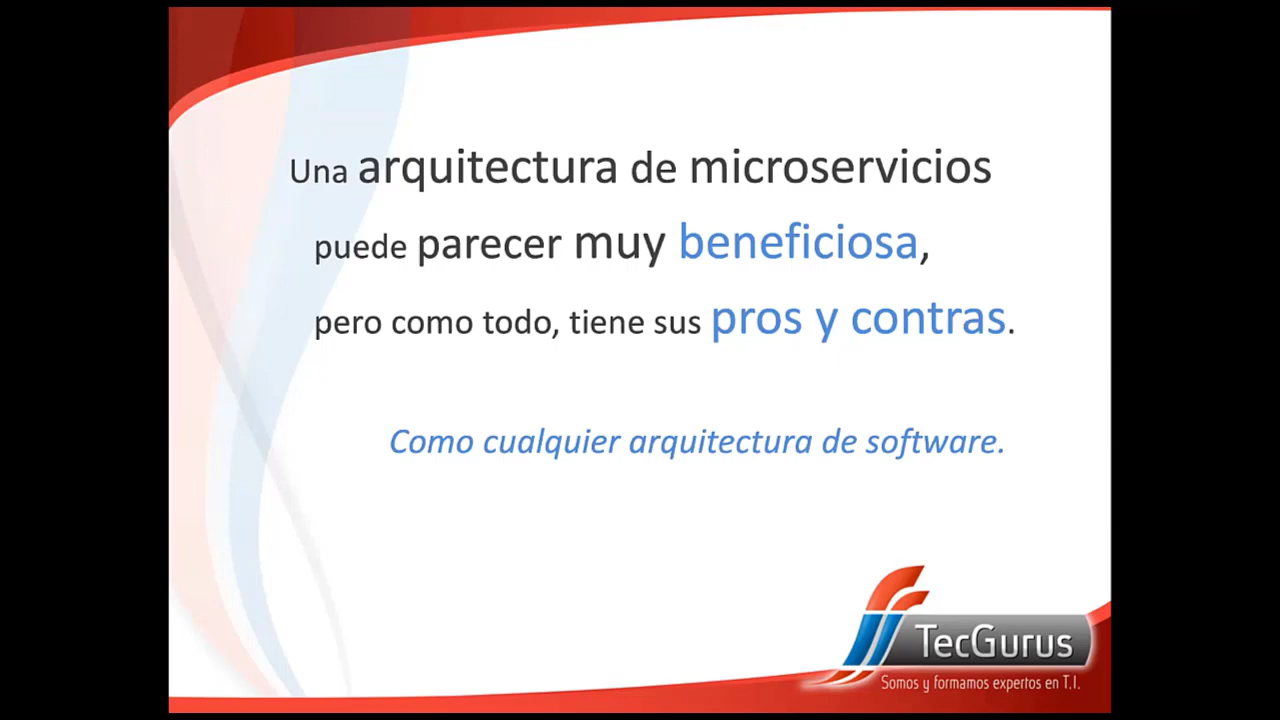 Una arquitectura de microservicios
puede parecer muy beneficiosa,
pero como todo, tiene sus pros y contras.
Como cualquier arquitectura de software.
TecGurus
Somos y formamos expertos en T.I.